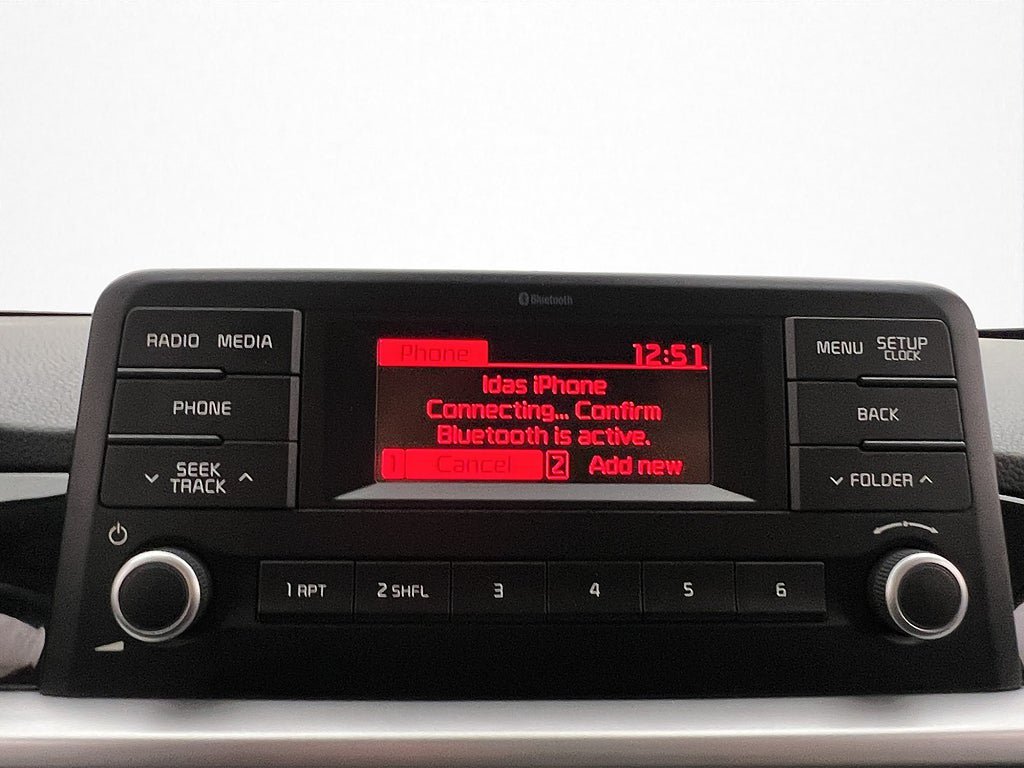 Bluetooth
RADIO MEDIA
PHONE
SEEK
TRACK
Phone 12:51
Idas iPhone
Connecting... Confirm
Bluetooth is active.
1 Cancel 2 Add new
MENU SETUP
CLOCK
BACK
FOLDER
1 RPT 2 SHFL 3 4 5 6